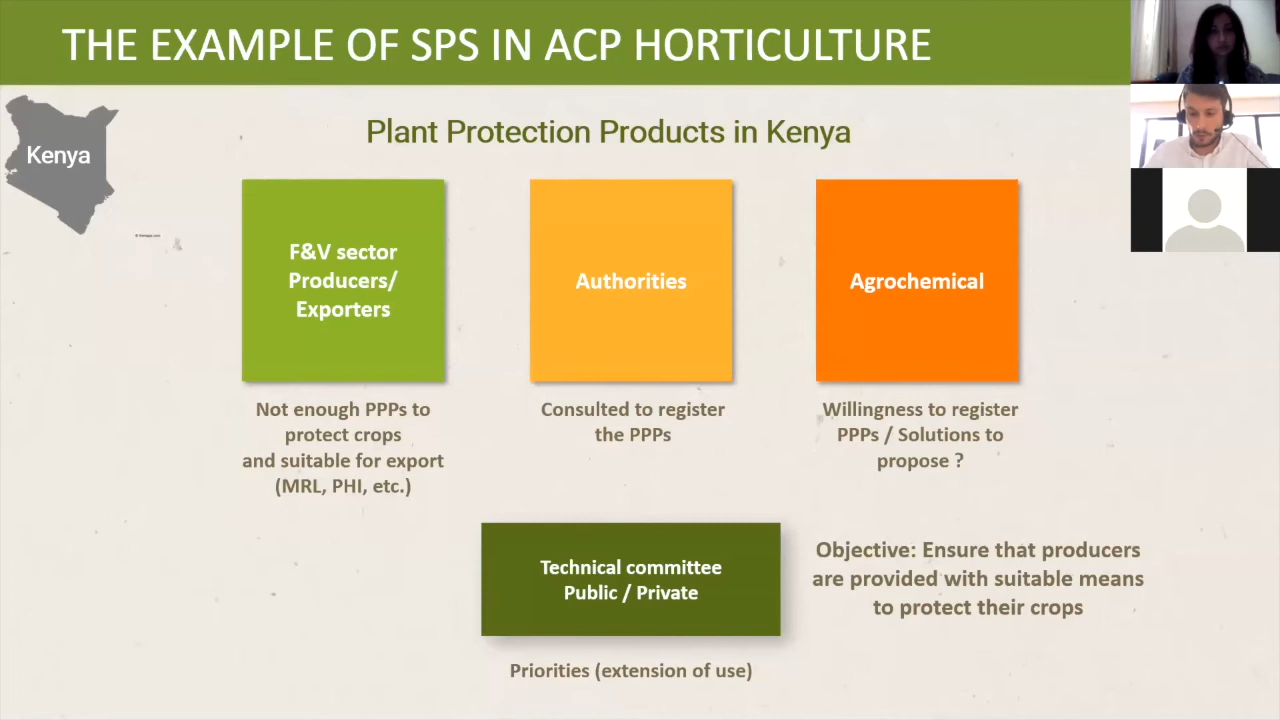 THE EXAMPLE OF SPS IN ACP HORTICULTURE
Kenya
Plant Protection Products in Kenya
F&V sector
Producers/
Exporters
Authorities
Agrochemical
Not enough PPPs to
protect crops
and suitable for export
(MRL, PHI, etc.)
Consulted to register
the PPPs
Willingness to register
PPPs / Solutions to
propose ?
Technical committee
Public / Private
Objective: Ensure that producers
are provided with suitable means
to protect their crops
Priorities (extension of use)